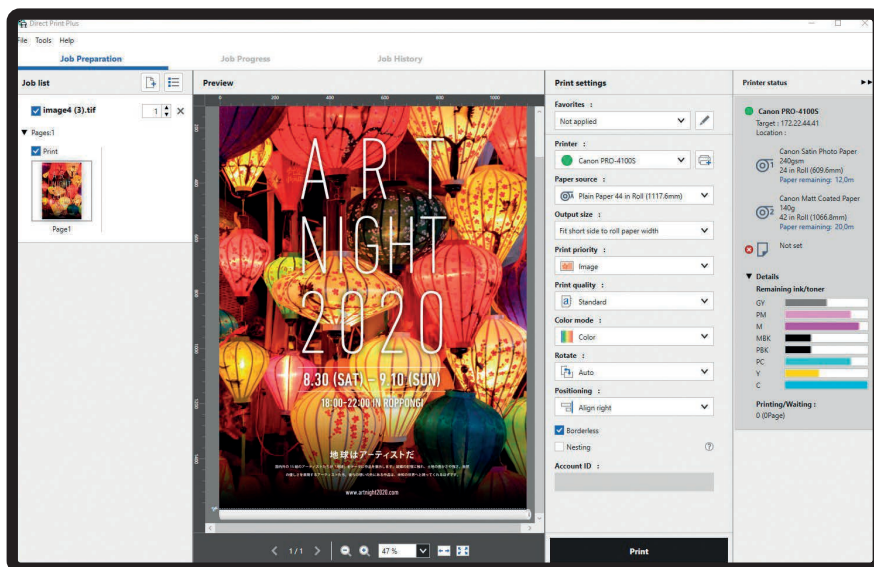 Direct Print Plus
File Tools Help
Job Preparation
Job Progress
Job History
Job list
image4 (3).tif
1
Pages:1
Print
Page1
Preview
0 200 400 600 800 1000
ART
NIGHT
2020
8.30 (SAT) – 9.10 (SUN)
18:00-22:00 IN ROPPONGI
地球はアーティストだ
www.artnight2020.com
1/1
47 %
Print settings
Favorites :
Not applied
Printer :
Canon PRO-4100S
Paper source :
Plain Paper 44 in Roll (1117.6mm)
Output size :
Fit short side to roll paper width
Print priority :
Image
Print quality :
Standard
Color mode :
Color
Rotate :
Auto
Positioning :
Align right
Borderless
Nesting
Account ID :
Print
Printer status
Canon PRO-4100S
Target : 172.22.44.41
Location :
1
Canon Satin Photo Paper
240gsm
24 in Roll (609.6mm)
Paper remaining: 12,0m
2
Canon Matt Coated Paper
140g
42 in Roll (1066.8mm)
Paper remaining: 20,0m
Not set
Details
Remaining ink/toner
GY
PM
M
MBK
PBK
PC
Y
C
Printing/Waiting :
0 (0Page)